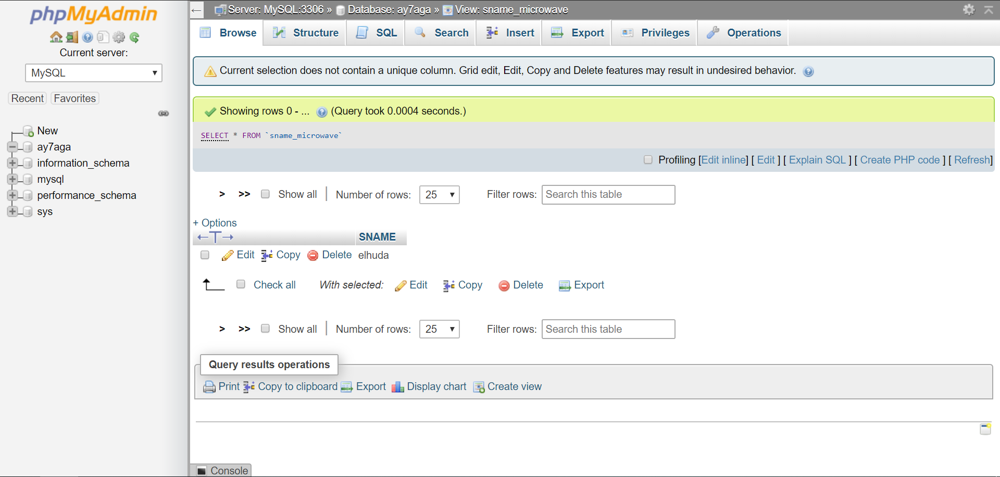 phpMyAdmin
Current server:
MySQL
Recent Favorites
New
ay7aga
information_schema
mysql
performance_schema
sys
Server: MySQL:3306 » Database: ay7aga » View: sname_microwave
Browse Structure SQL Search Insert Export Privileges Operations
Current selection does not contain a unique column. Grid edit, Edit, Copy and Delete features may result in undesired behavior.
Showing rows 0 - ... (Query took 0.0004 seconds.)
SELECT * FROM `sname_microwave`
Profiling [Edit inline] [ Edit ] [ Explain SQL ] [ Create PHP code ] [ Refresh]
> >> Show all Number of rows: 25 Filter rows: Search this table
+ Options
←T→ SNAME
Edit Copy Delete elhuda
Check all With selected: Edit Copy Delete Export
> >> Show all Number of rows: 25 Filter rows: Search this table
Query results operations
Print Copy to clipboard Export Display chart Create view
Console